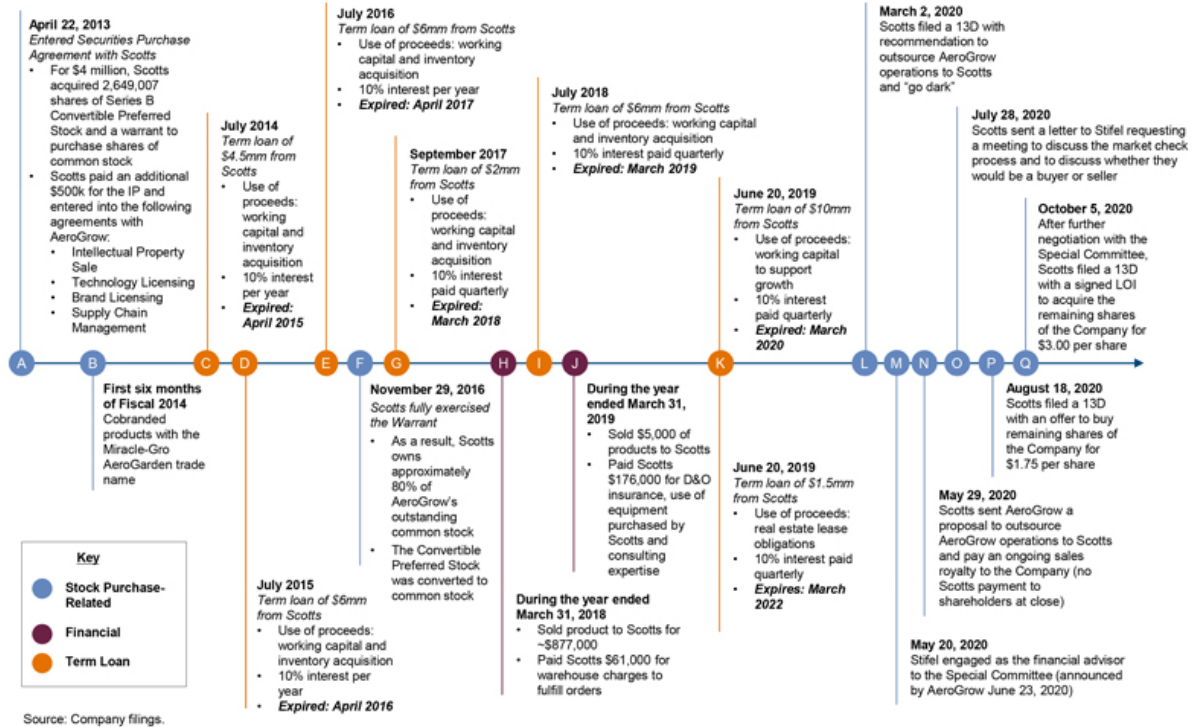 April 22, 2013
Entered Securities Purchase
Agreement with Scotts
• For $4 million, Scotts
acquired 2,649,007
shares of Series B
Convertible Preferred
Stock and a warrant to
purchase shares of
common stock
• Scotts paid an additional
$500k for the IP and
entered into the following
agreements with
AeroGrow:
• Intellectual Property
Sale
• Technology Licensing
• Brand Licensing
• Supply Chain
Management
July 2014
Term loan of
$4.5mm from
Scotts
• Use of
proceeds:
working
capital and
inventory
acquisition
• 10% interest
per year
• Expired:
April 2015
July 2016
Term loan of $6mm from Scotts
• Use of proceeds: working
capital and inventory
acquisition
• 10% interest per year
• Expired: April 2017
September 2017
Term loan of $2mm
from Scotts
• Use of
proceeds:
working capital
and inventory
acquisition
• 10% interest
paid quarterly
• Expired:
March 2018
July 2018
Term loan of $6mm from Scotts
• Use of proceeds: working capital
and inventory acquisition
• 10% interest paid quarterly
• Expired: March 2019
June 20, 2019
Term loan of $10mm
from Scotts
• Use of proceeds:
working capital
to support
growth
• 10% interest
paid quarterly
• Expired: March
2020
March 2, 2020
Scotts filed a 13D with
recommendation to
outsource AeroGrow
operations to Scotts
and “go dark”
July 28, 2020
Scotts sent a letter to Stifel requesting
a meeting to discuss the market check
process and to discuss whether they
would be a buyer or seller
October 5, 2020
After further
negotiation with the
Special Committee,
Scotts filed a 13D
with a signed LOI
to acquire the
remaining shares
of the Company for
$3.00 per share
A B C D E F G H I J K L M N O P Q
First six months
of Fiscal 2014
Cobranded
products with the
Miracle-Gro
AeroGarden trade
name
July 2015
Term loan of $6mm
from Scotts
• Use of proceeds:
working capital and
inventory acquisition
• 10% interest per
year
• Expired: April 2016
November 29, 2016
Scotts fully exercised
the Warrant
• As a result, Scotts
owns
approximately
80% of
AeroGrow’s
outstanding
common stock
• The Convertible
Preferred Stock
was converted to
common stock
During the year ended
March 31, 2018
• Sold product to Scotts for
~$877,000
• Paid Scotts $61,000 for
warehouse charges to
fulfill orders
During the year
ended March 31,
2019
• Sold $5,000 of
products to Scotts
• Paid Scotts
$176,000 for D&O
insurance, use of
equipment
purchased by
Scotts and
consulting
expertise
June 20, 2019
Term loan of $1.5mm
from Scotts
• Use of proceeds:
real estate lease
obligations
• 10% interest paid
quarterly
• Expires: March
2022
August 18, 2020
Scotts filed a 13D
with an offer to buy
remaining shares of
the Company for
$1.75 per share
May 29, 2020
Scotts sent AeroGrow a
proposal to outsource
AeroGrow operations to Scotts
and pay an ongoing sales
royalty to the Company (no
Scotts payment to
shareholders at close)
May 20, 2020
Stifel engaged as the financial advisor
to the Special Committee (announced
by AeroGrow June 23, 2020)
Key
Stock Purchase-
Related
Financial
Term Loan
Source: Company filings.